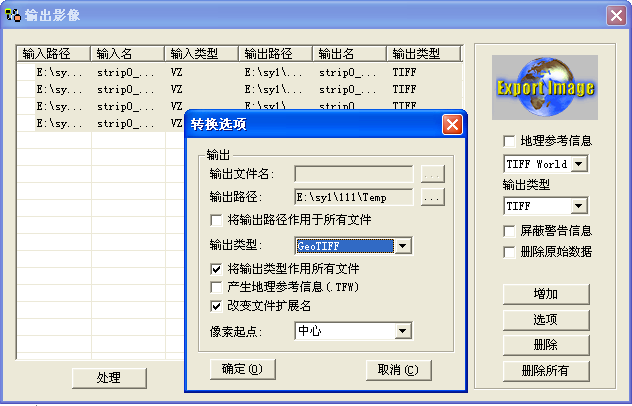 输出影像
输入路径 输入名 输入类型 输出路径 输出名 输出类型
E:\sy... strip0_... VZ E:\sy1\... strip0_... TIFF
E:\sy... strip0_... VZ E:\sy1\... strip0_... TIFF
E:\sy... strip0_... VZ E:\sy1\... strip0_... TIFF
E:\sy... strip0_... VZ
处理
转换选项
输出
输出文件名:
...
输出路径: E:\sy1\111\Temp ...
将输出路径作用于所有文件
输出类型: GeoTIFF
将输出类型作用所有文件
产生地理参考信息(.TFW)
改变文件扩展名
像素起点: 中心
确定(O) 取消(C)
Export Image
地理参考信息
TIFF World
输出类型
TIFF
屏蔽警告信息
删除原始数据
增加
选项
删除
删除所有